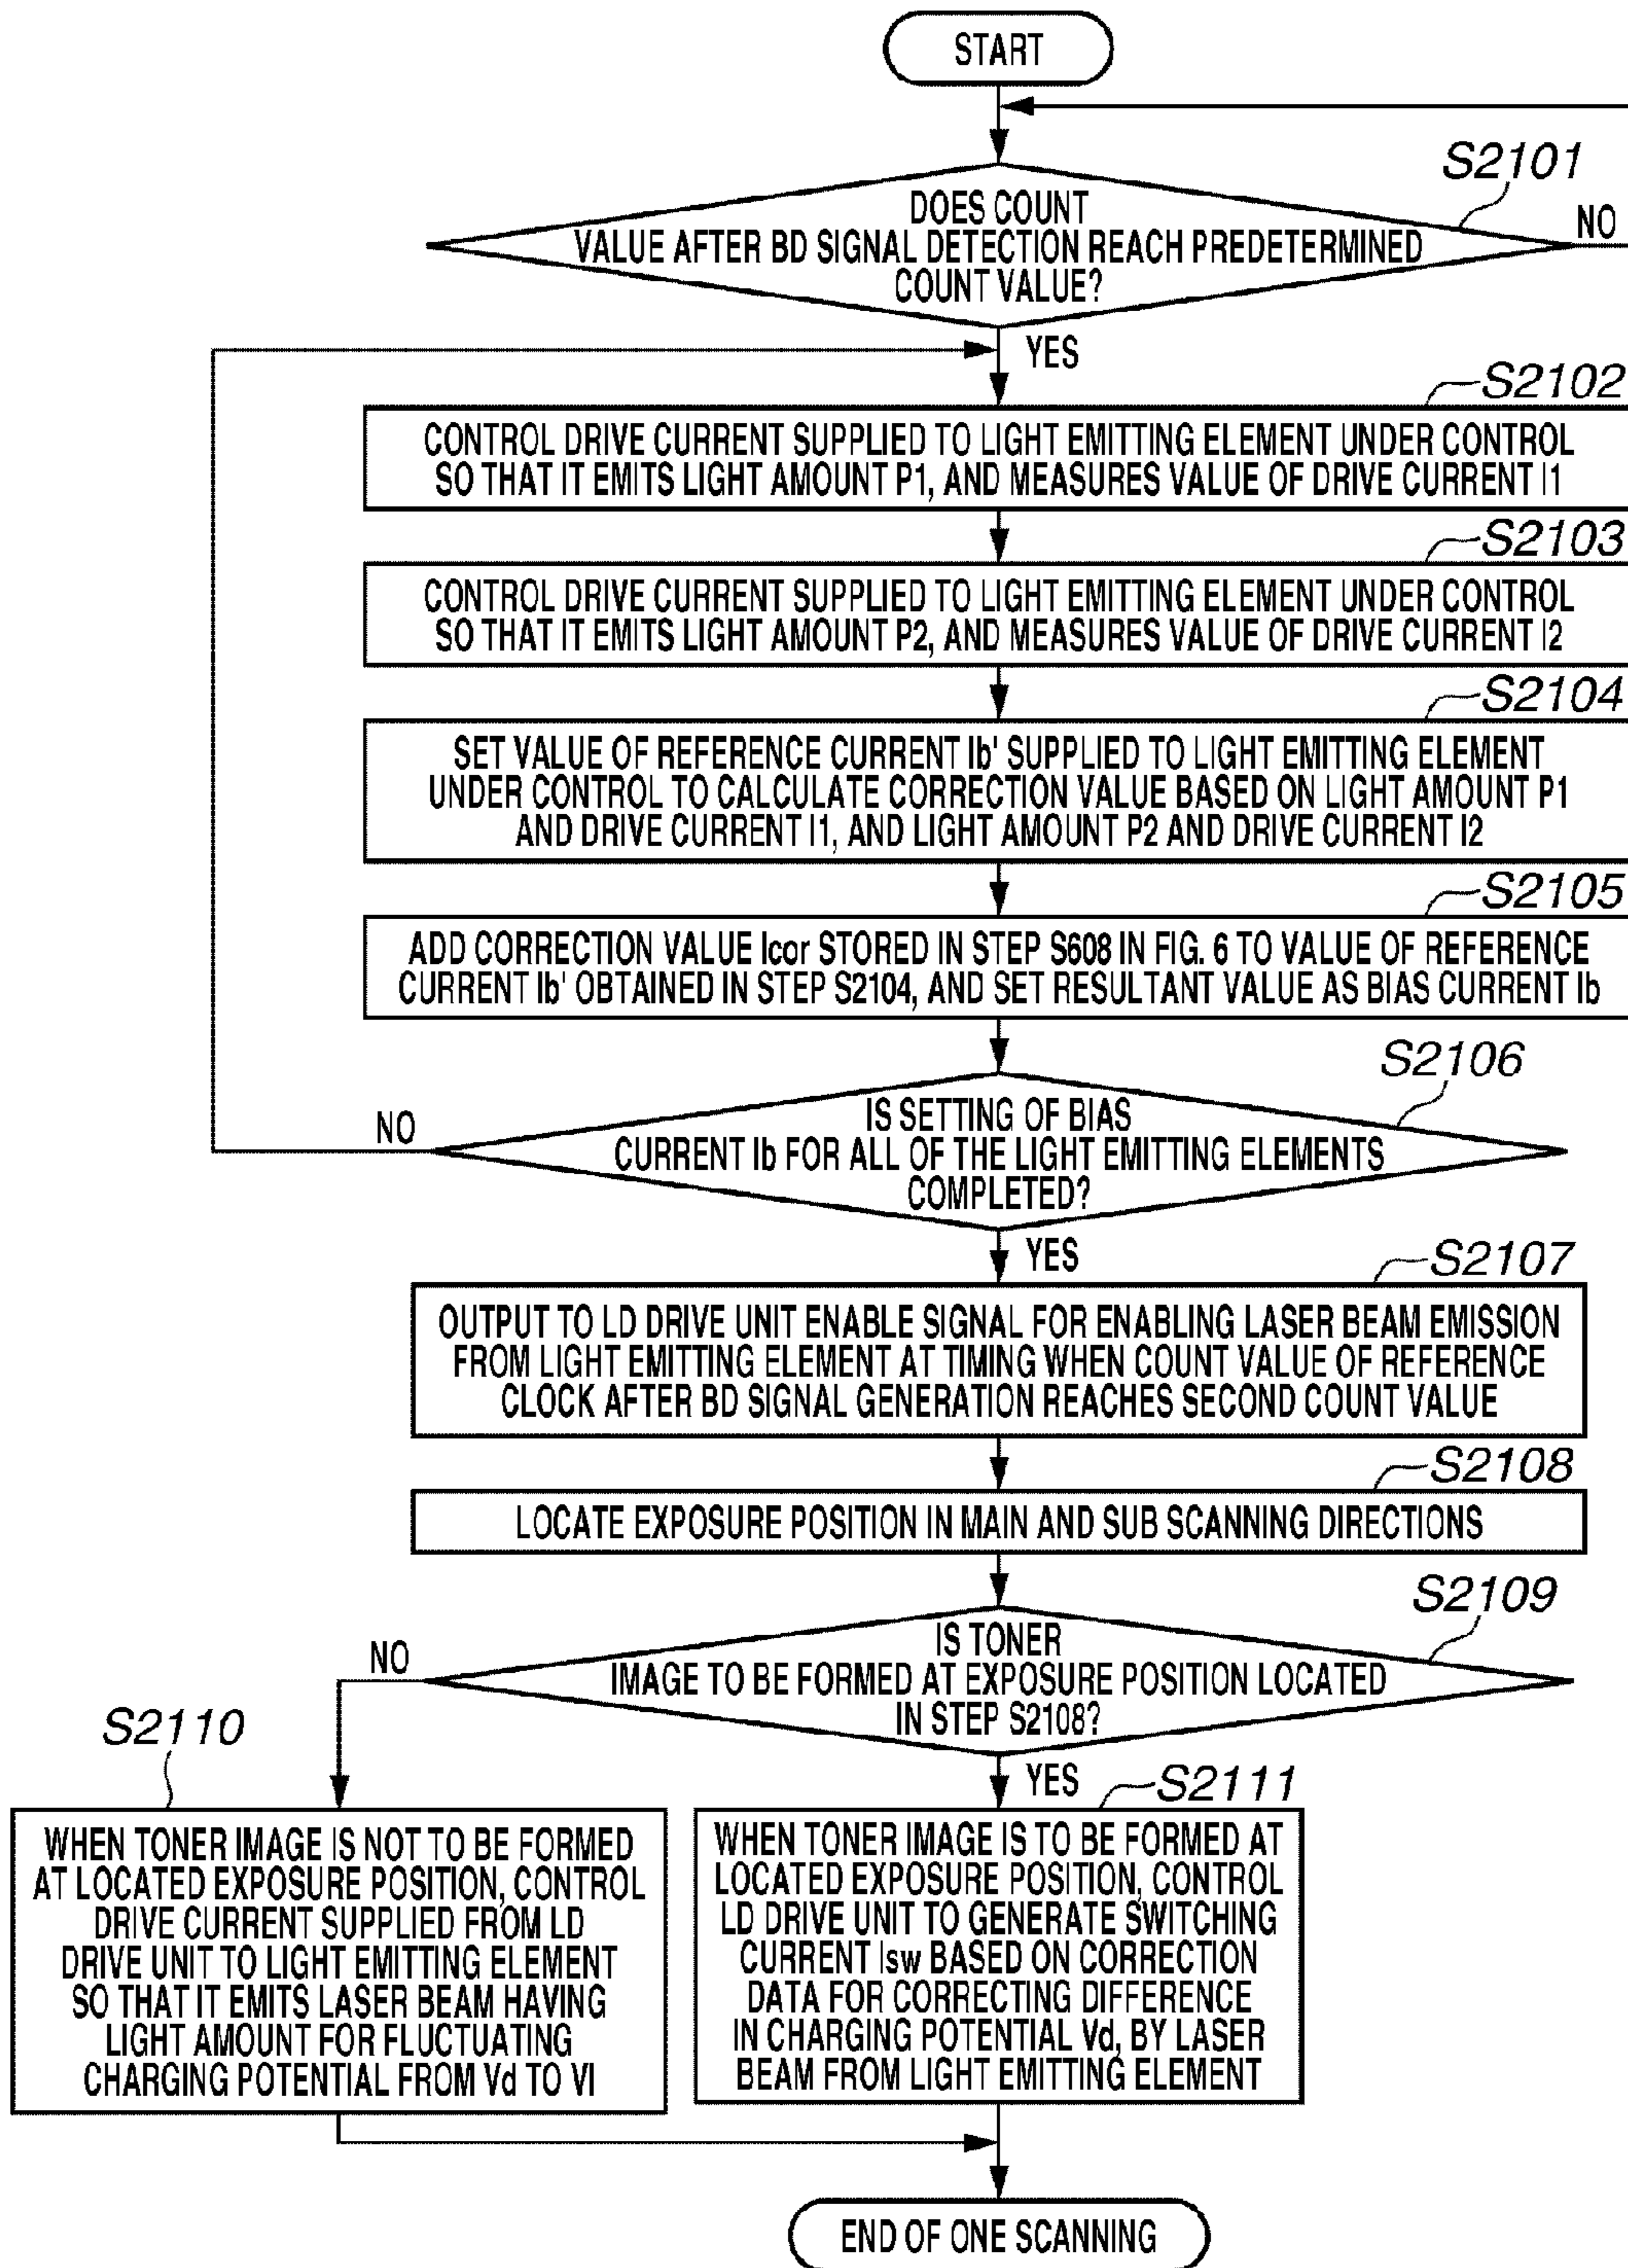 START
S2101
DOES COUNT
VALUE AFTER BD SIGNAL DETECTION REACH PREDETERMINED
COUNT VALUE?
NO
YES
S2102
CONTROL DRIVE CURRENT SUPPLIED TO LIGHT EMITTING ELEMENT UNDER CONTROL
SO THAT IT EMITS LIGHT AMOUNT P1, AND MEASURES VALUE OF DRIVE CURRENT I1
S2103
CONTROL DRIVE CURRENT SUPPLIED TO LIGHT EMITTING ELEMENT UNDER CONTROL
SO THAT IT EMITS LIGHT AMOUNT P2, AND MEASURES VALUE OF DRIVE CURRENT I2
S2104
SET VALUE OF REFERENCE CURRENT Ib' SUPPLIED TO LIGHT EMITTING ELEMENT
UNDER CONTROL TO CALCULATE CORRECTION VALUE BASED ON LIGHT AMOUNT P1
AND DRIVE CURRENT I1, AND LIGHT AMOUNT P2 AND DRIVE CURRENT I2
S2105
ADD CORRECTION VALUE Icor STORED IN STEP S608 IN FIG. 6 TO VALUE OF REFERENCE
CURRENT Ib' OBTAINED IN STEP S2104, AND SET RESULTANT VALUE AS BIAS CURRENT Ib
S2106
IS SETTING OF BIAS
CURRENT Ib FOR ALL OF THE LIGHT EMITTING ELEMENTS
COMPLETED?
NO
YES
S2107
OUTPUT TO LD DRIVE UNIT ENABLE SIGNAL FOR ENABLING LASER BEAM EMISSION
FROM LIGHT EMITTING ELEMENT AT TIMING WHEN COUNT VALUE OF REFERENCE
CLOCK AFTER BD SIGNAL GENERATION REACHES SECOND COUNT VALUE
S2108
LOCATE EXPOSURE POSITION IN MAIN AND SUB SCANNING DIRECTIONS
S2109
IS TONER
IMAGE TO BE FORMED AT EXPOSURE POSITION LOCATED
IN STEP S2108?
NO
YES
S2110
WHEN TONER IMAGE IS NOT TO BE FORMED
AT LOCATED EXPOSURE POSITION, CONTROL
DRIVE CURRENT SUPPLIED FROM LD
DRIVE UNIT TO LIGHT EMITTING ELEMENT
SO THAT IT EMITS LASER BEAM HAVING
LIGHT AMOUNT FOR FLUCTUATING
CHARGING POTENTIAL FROM Vd TO Vl
S2111
WHEN TONER IMAGE IS TO BE FORMED AT
LOCATED EXPOSURE POSITION, CONTROL
LD DRIVE UNIT TO GENERATE SWITCHING
CURRENT Isw BASED ON CORRECTION
DATA FOR CORRECTING DIFFERENCE
IN CHARGING POTENTIAL Vd, BY LASER
BEAM FROM LIGHT EMITTING ELEMENT
END OF ONE SCANNING